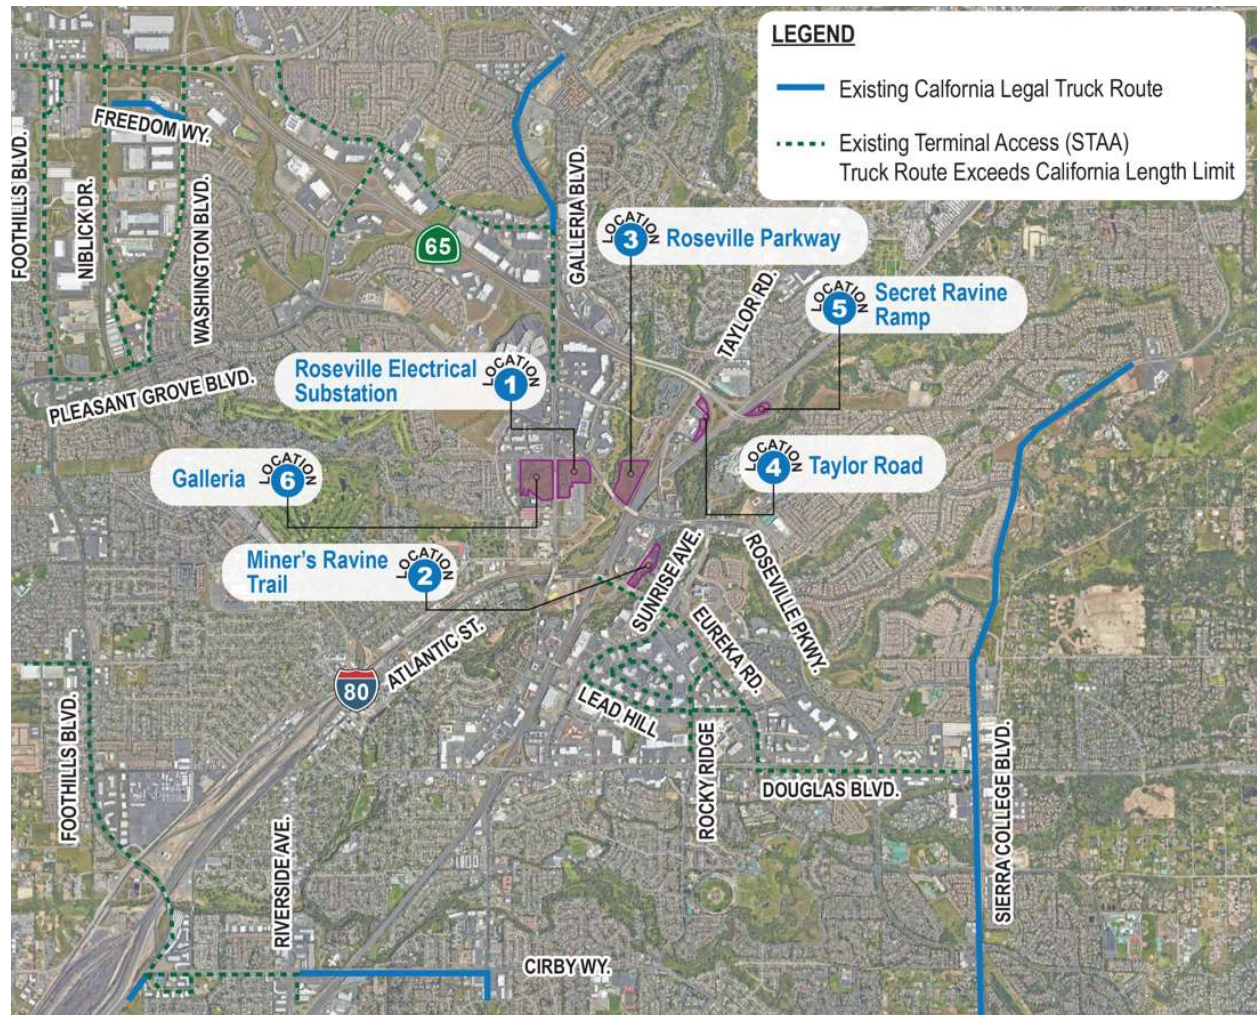 LEGEND
Existing Calfornia Legal Truck Route
Existing Terminal Access (STAA)
Truck Route Exceeds California Length Limit
FREEDOM WY.
FOOTHILLS BLVD.
NIBLICK DR.
WASHINGTON BLVD.
GALLERIA BLVD.
65
LOCATION
3
Roseville Parkway
TAYLOR RD.
LOCATION
5
Secret Ravine
Ramp
PLEASANT GROVE BLVD.
Roseville Electrical
Substation
LOCATION
1
Galleria
LOCATION
6
LOCATION
4
Taylor Road
Miner's Ravine
Trail
LOCATION
2
SUNRISE AVE.
ROSEVILLE PKWY.
EUREKA RD.
ATLANTIC ST.
80
LEAD HILL
ROCKY RIDGE
DOUGLAS BLVD.
FOOTHILLS BLVD.
RIVERSIDE AVE.
SIERRA COLLEGE BLVD.
CIRBY WY.